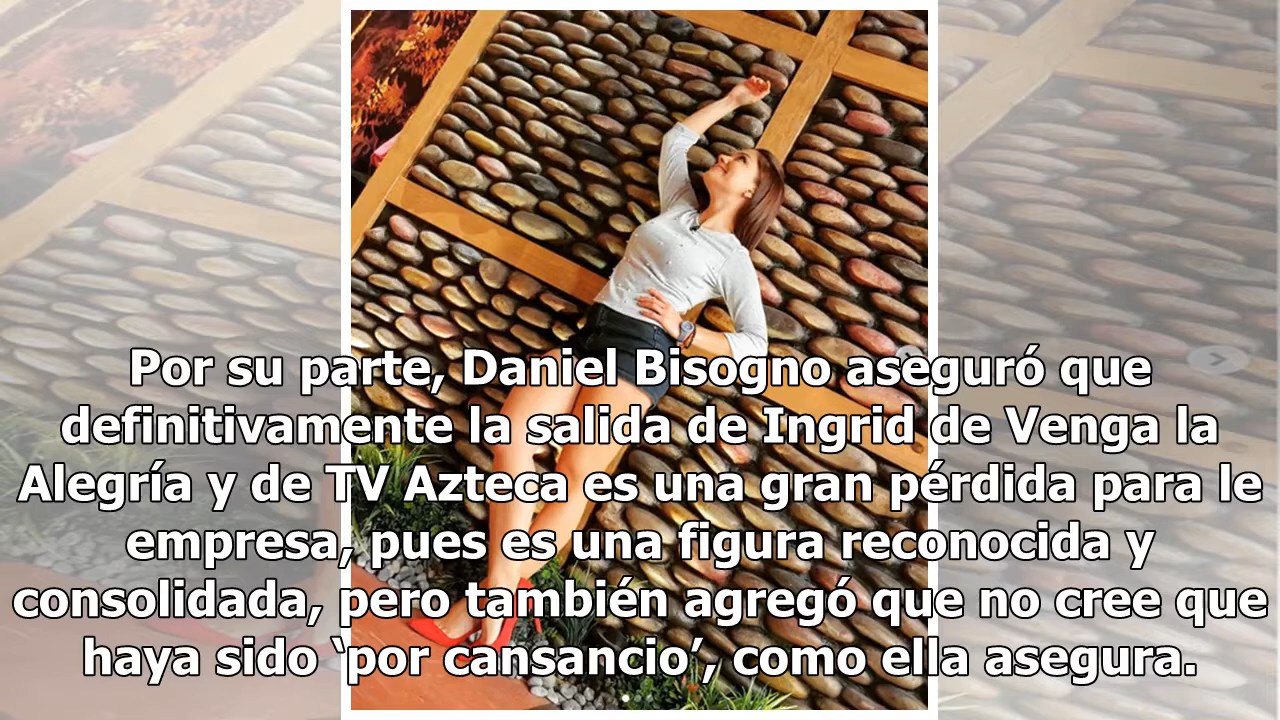 Por su parte, Daniel Bisogno aseguró que
definitivamente la salida de Ingrid de Venga la
Alegría y de TV Azteca es una gran pérdida para le
empresa, pues es una figura reconocida y
consolidada, pero también agregó que no cree que
haya sido ‘por cansancio’, como ella asegura.